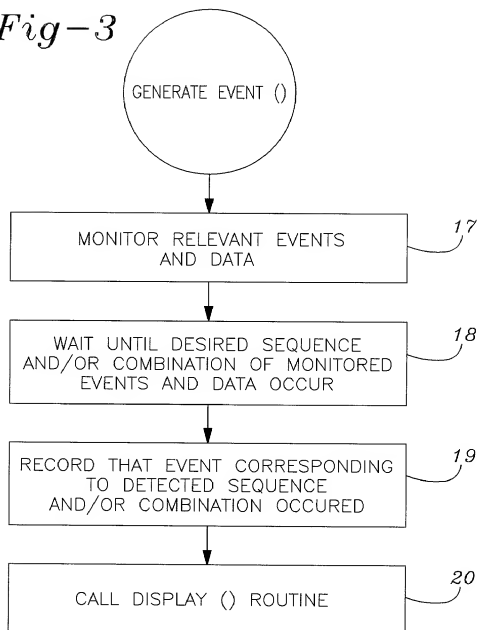 Fig-3
GENERATE EVENT ()
MONITOR RELEVANT EVENTS
AND DATA
17
WAIT UNTIL DESIRED SEQUENCE
AND/OR COMBINATION OF MONITORED
EVENTS AND DATA OCCUR
18
RECORD THAT EVENT CORRESPONDING
TO DETECTED SEQUENCE
AND/OR COMBINATION OCCURED
19
CALL DISPLAY () ROUTINE
20